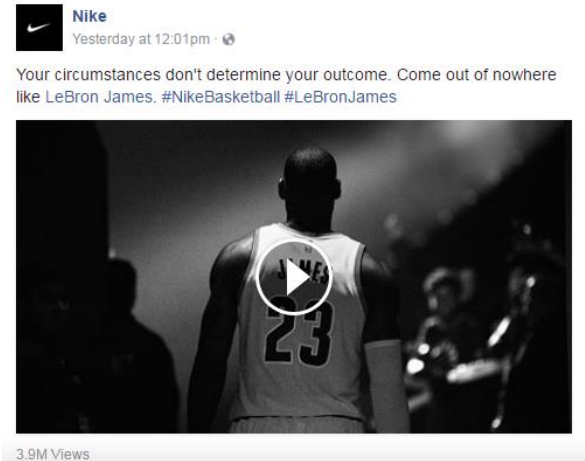 Nike
Yesterday at 12:01pm ·
Your circumstances don't determine your outcome. Come out of nowhere
like LeBron James. #NikeBasketball #LeBronJames
JAMES
23
3.9M Views